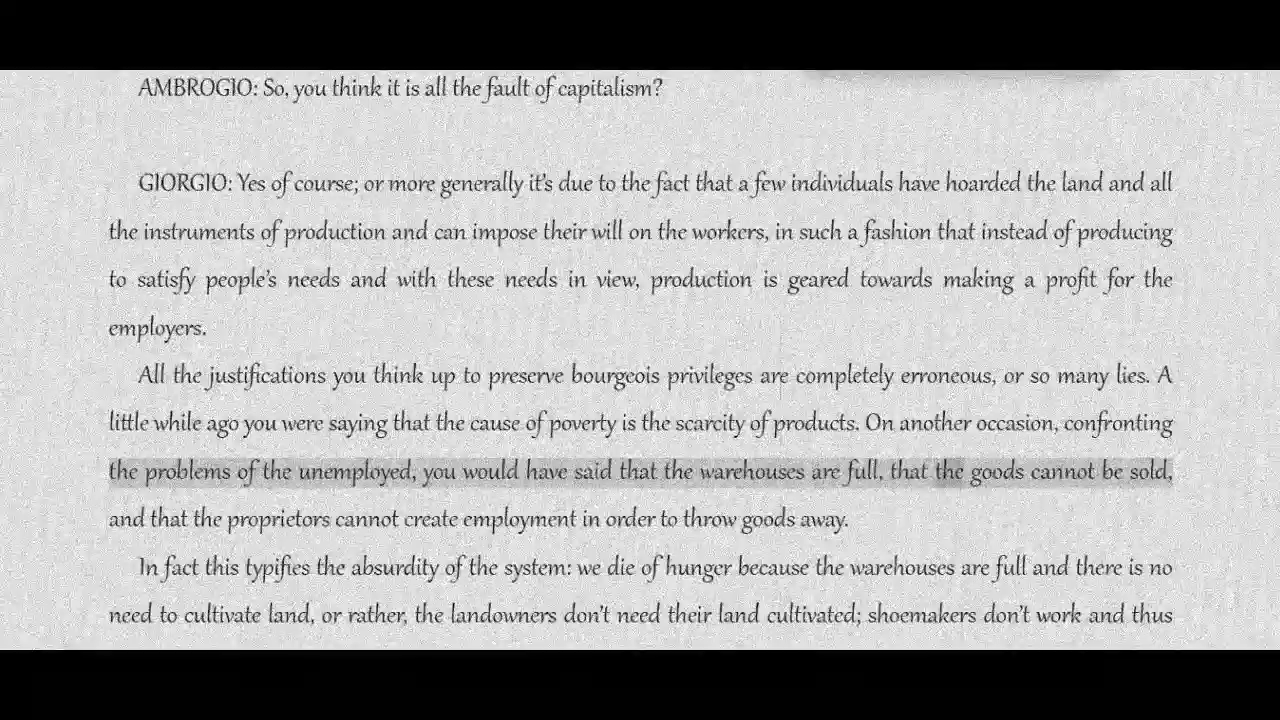 AMBROGIO: So, you think it is all the fault of capitalism?
GIORGIO: Yes of course; or more generally it's due to the fact that a few individuals have hoarded the land and all
the instruments of production and can impose their will on the workers, in such a fashion that instead of producing
to satisfy people's needs and with these needs in view, production is geared towards making a profit for the
employers.
All the justifications you think up to preserve bourgeois privileges are completely erroneous, or so many lies. A
little while ago you were saying that the cause of poverty is the scarcity of products. On another occasion, confronting
the problems of the unemployed, you would have said that the warehouses are full, that the goods cannot be sold,
and that the proprietors cannot create employment in order to throw goods away.
In fact this typifies the absurdity of the system: we die of hunger because the warehouses are full and there is no
need to cultivate land, or rather, the landowners don't need their land cultivated; shoemakers don't work and thus